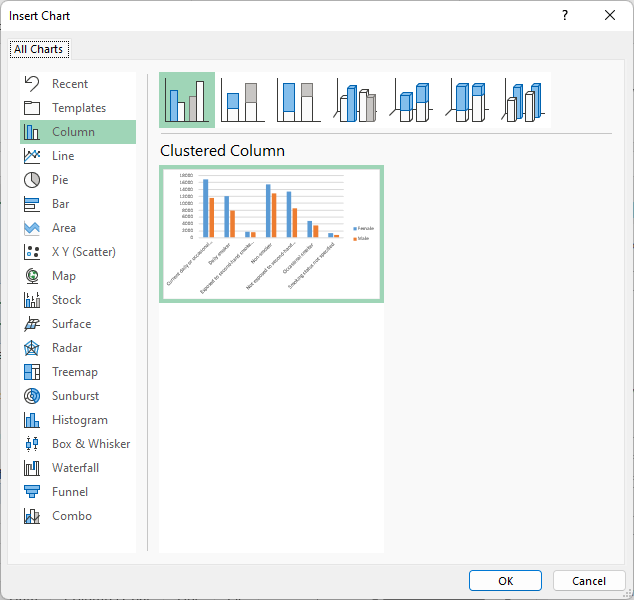 Insert Chart
?
All Charts
Recent
Templates
Column
Line
Pie
Bar
Area
X Y (Scatter)
Map
Stock
Surface
Radar
Treemap
Sunburst
Histogram
Box & Whisker
Waterfall
Funnel
Combo
Clustered Column
18000
16000
14000
12000
10000
8000
6000
4000
2000
0
Current daily or occasional...
Daily smoker
Exposed to second-hand smoke...
Non-smoker
Not exposed to second-hand...
Occasional smoker
Smoking status not specified
Female
Male
OK
Cancel